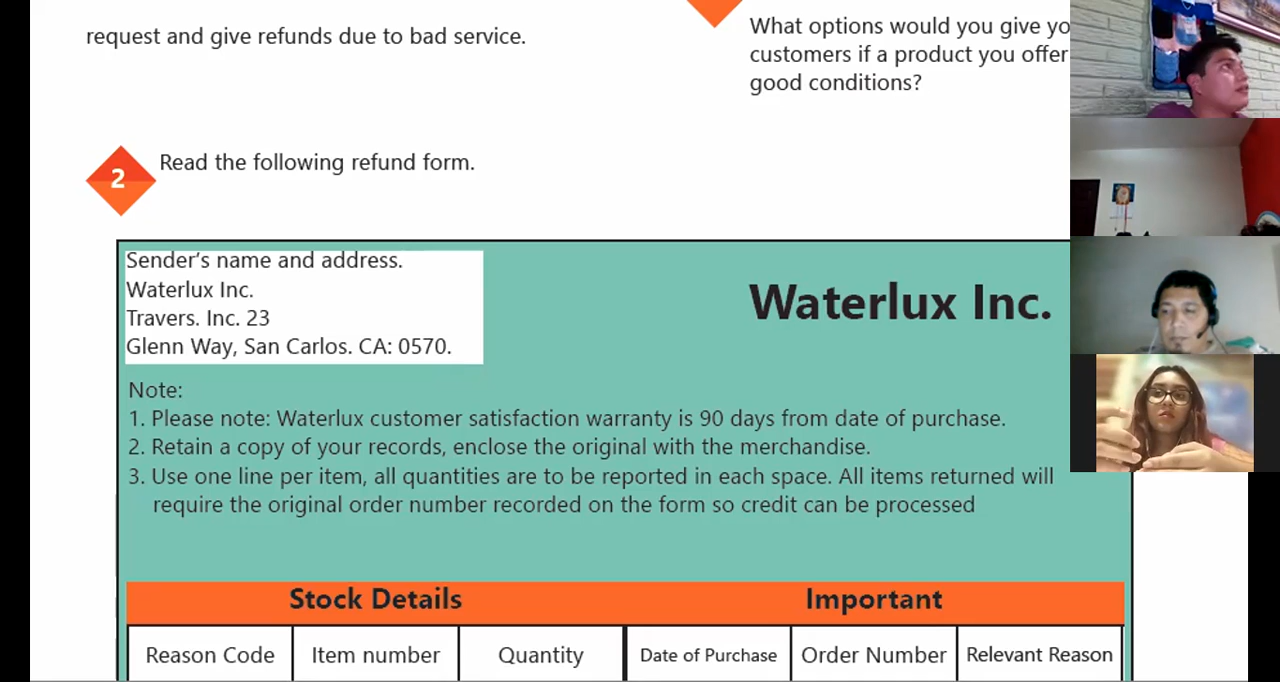 request and give refunds due to bad service.
What options would you give yo
customers if a product you offer
good conditions?
2
Read the following refund form.
Sender's name and address.
Waterlux Inc.
Travers. Inc. 23
Glenn Way, San Carlos. CA: 0570.
Waterlux Inc.
Note:
1. Please note: Waterlux customer satisfaction warranty is 90 days from date of purchase.
2. Retain a copy of your records, enclose the original with the merchandise.
3. Use one line per item, all quantities are to be reported in each space. All items returned will
require the original order number recorded on the form so credit can be processed
Stock Details
Important
Reason Code
Item number
Quantity
Date of Purchase
Order Number
Relevant Reason